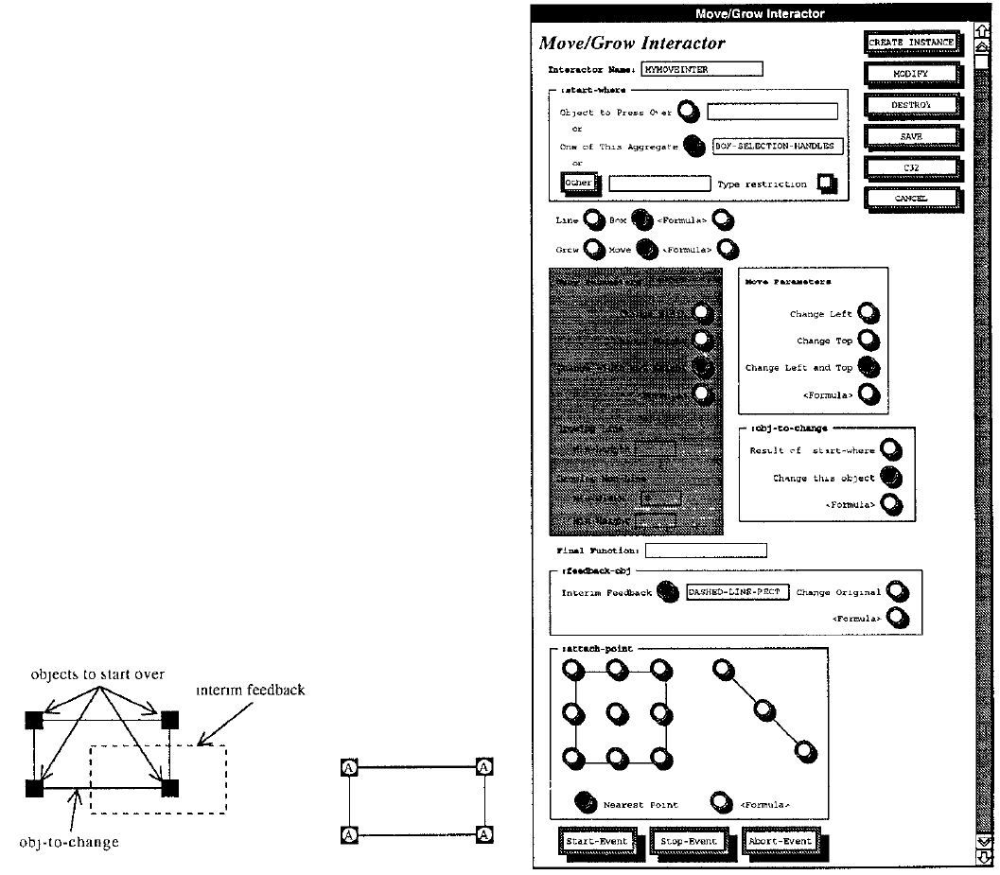 objects to start over
interim feedback
obj-to-change
A A
A A
Move/Grow Interactor
Move/Grow Interactor
CREATE INSTANCE
Interactor Name: MYMOVEINTER
MODIFY
:start-where
DESTROY
Object to Press Over
or
SAVE
One of This Aggregate BOX-SELECTION-HANDLES
or
C32
Other Type restriction
CANCEL
Line Box <Formula>
Grow Move <Formula>
Move Parameters
Change Left
Change Top
Change Left and Top
<Formula>
:obj-to-change
Result of start-where
Change this object
<Formula>
Min Height
Final Function:
:feedback-obj
Interim Feedback DASHED-LINE-RECT Change Original
<Formula>
:attach-point
Nearest Point <Formula>
Start-Event Stop-Event Abort-Event